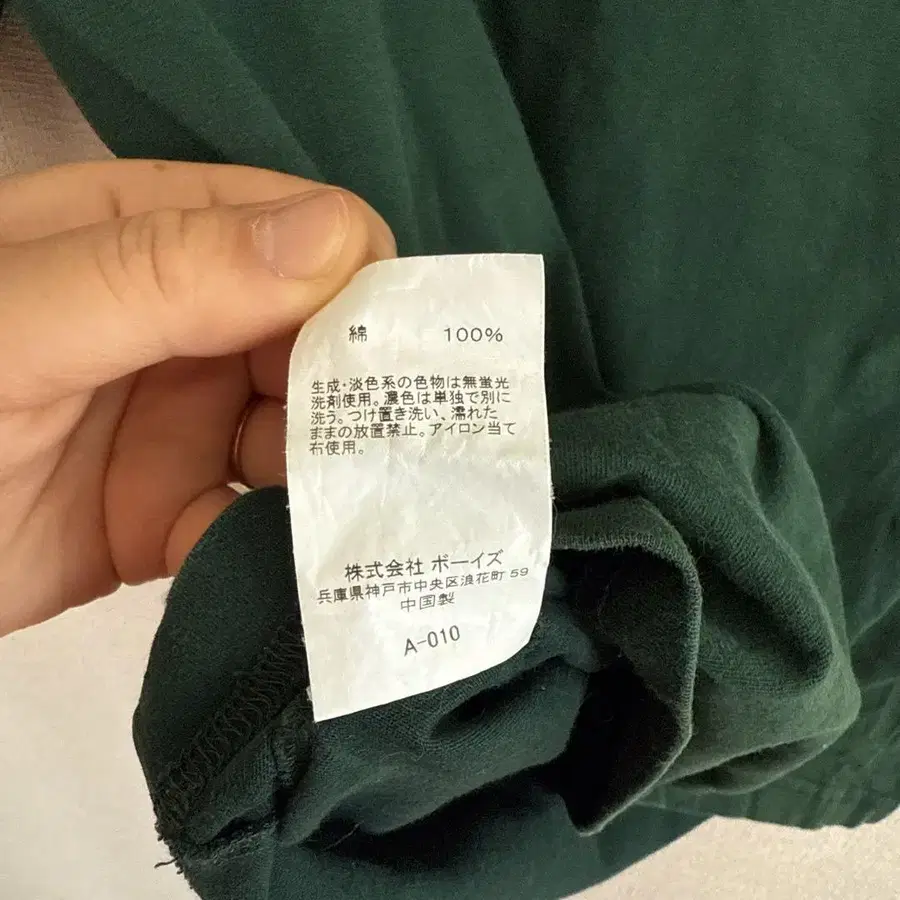 綿 100%
生成・淡色系の色物は無蛍光
洗剤使用。濃色は単独で別に
洗う。つけ置き洗い、濡れた
ままの放置禁止。アイロン当て
布使用。
株式会社 ボーイズ
兵庫県神戸市中央区浪花町 59
中国製
A-010